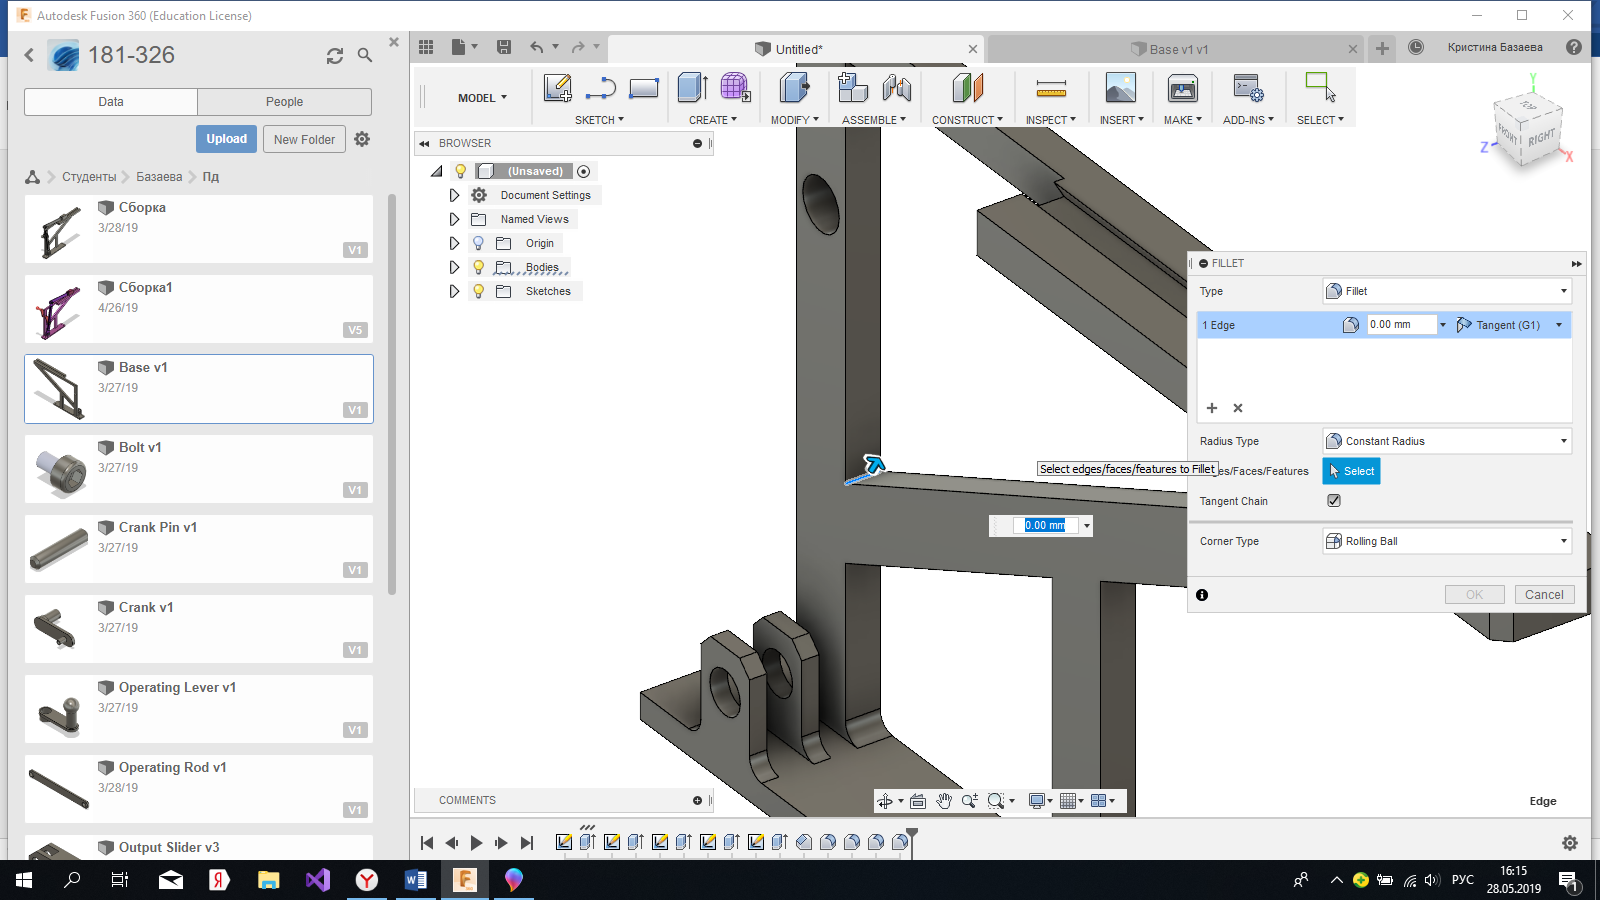 Autodesk Fusion 360 (Education License)
181-326
Data
People
Upload
New Folder
Студенты
Базаева
Пд
Сборка
3/28/19
V1
Сборка1
4/26/19
V5
Base v1
3/27/19
V1
Bolt v1
3/27/19
V1
Crank Pin v1
3/27/19
V1
Crank v1
3/27/19
V1
Operating Lever v1
3/27/19
V1
Operating Rod v1
3/28/19
V1
Output Slider v3
Untitled*
Base v1 v1
Кристина Базаева
MODEL
SKETCH
CREATE
MODIFY
ASSEMBLE
CONSTRUCT
INSPECT
INSERT
MAKE
ADD-INS
SELECT
BROWSER
(Unsaved)
Document Settings
Named Views
Origin
Bodies
Sketches
Y
TOP
FRONT
RIGHT
Z
X
FILLET
Type
Fillet
1 Edge
0.00 mm
Tangent (G1)
Radius Type
Constant Radius
Select edges/faces/features to Fillet
es/Faces/Features
Select
Tangent Chain
Corner Type
Rolling Ball
OK
Cancel
0.00 mm
COMMENTS
Edge
РУС
16:15
28.05.2019
1